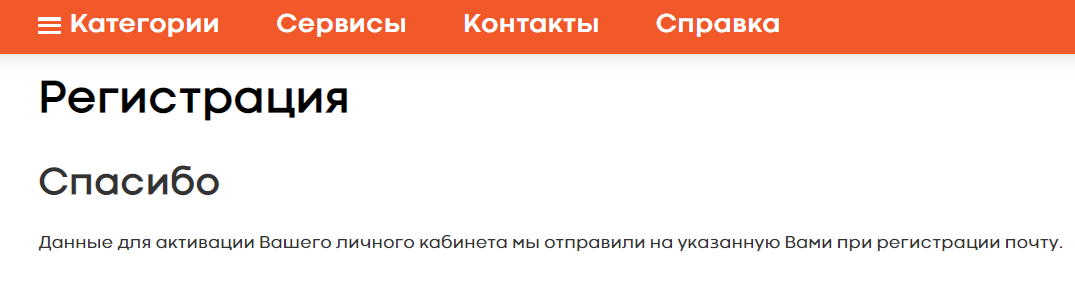 Категории Сервисы Контакты Справка
Регистрация
Спасибо
Данные для активации Вашего личного кабинета мы отправили на указанную Вами при регистрации почту.